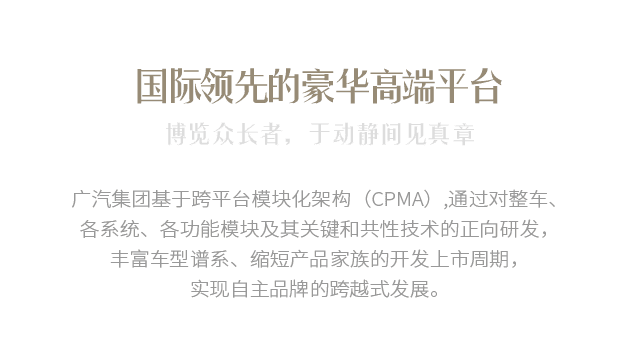 国际领先的豪华高端平台
博览众长者，于动静间见真章
广汽集团基于跨平台模块化架构（CPMA）,通过对整车、
各系统、各功能模块及其关键和共性技术的正向研发，
丰富车型谱系、缩短产品家族的开发上市周期，
实现自主品牌的跨越式发展。